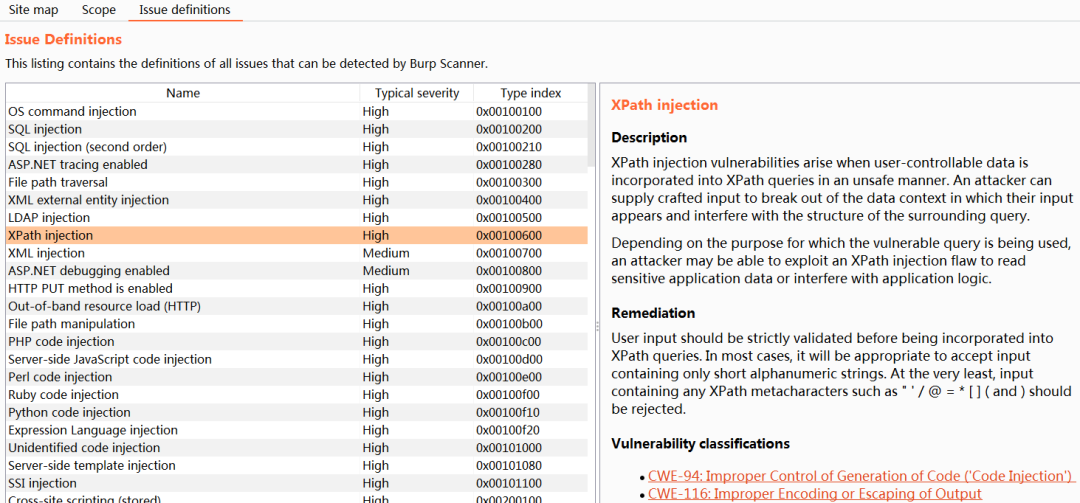 Site map Scope Issue definitions
Issue Definitions
This listing contains the definitions of all issues that can be detected by Burp Scanner.
Name Typical severity Type index
OS command injection High 0x00100100
SQL injection High 0x00100200
SQL injection (second order) High 0x00100210
ASP.NET tracing enabled High 0x00100280
File path traversal High 0x00100300
XML external entity injection High 0x00100400
LDAP injection High 0x00100500
XPath injection High 0x00100600
XML injection Medium 0x00100700
ASP.NET debugging enabled Medium 0x00100800
HTTP PUT method is enabled High 0x00100900
Out-of-band resource load (HTTP) High 0x00100a00
File path manipulation High 0x00100b00
PHP code injection High 0x00100c00
Server-side JavaScript code injection High 0x00100d00
Perl code injection High 0x00100e00
Ruby code injection High 0x00100f00
Python code injection High 0x00100f10
Expression Language injection High 0x00100f20
Unidentified code injection High 0x00101000
Server-side template injection High 0x00101080
SSI injection High 0x00101100
Cross-site scripting (stored) High 0x00200100
XPath injection
Description
XPath injection vulnerabilities arise when user-controllable data is
incorporated into XPath queries in an unsafe manner. An attacker can
supply crafted input to break out of the data context in which their input
appears and interfere with the structure of the surrounding query.
Depending on the purpose for which the vulnerable query is being used,
an attacker may be able to exploit an XPath injection flaw to read
sensitive application data or interfere with application logic.
Remediation
User input should be strictly validated before being incorporated into
XPath queries. In most cases, it will be appropriate to accept input
containing only short alphanumeric strings. At the very least, input
containing any XPath metacharacters such as " ' / @ = * [ ] ( and ) should
be rejected.
Vulnerability classifications
• CWE-94: Improper Control of Generation of Code ('Code Injection')
• CWE-116: Improper Encoding or Escaping of Output